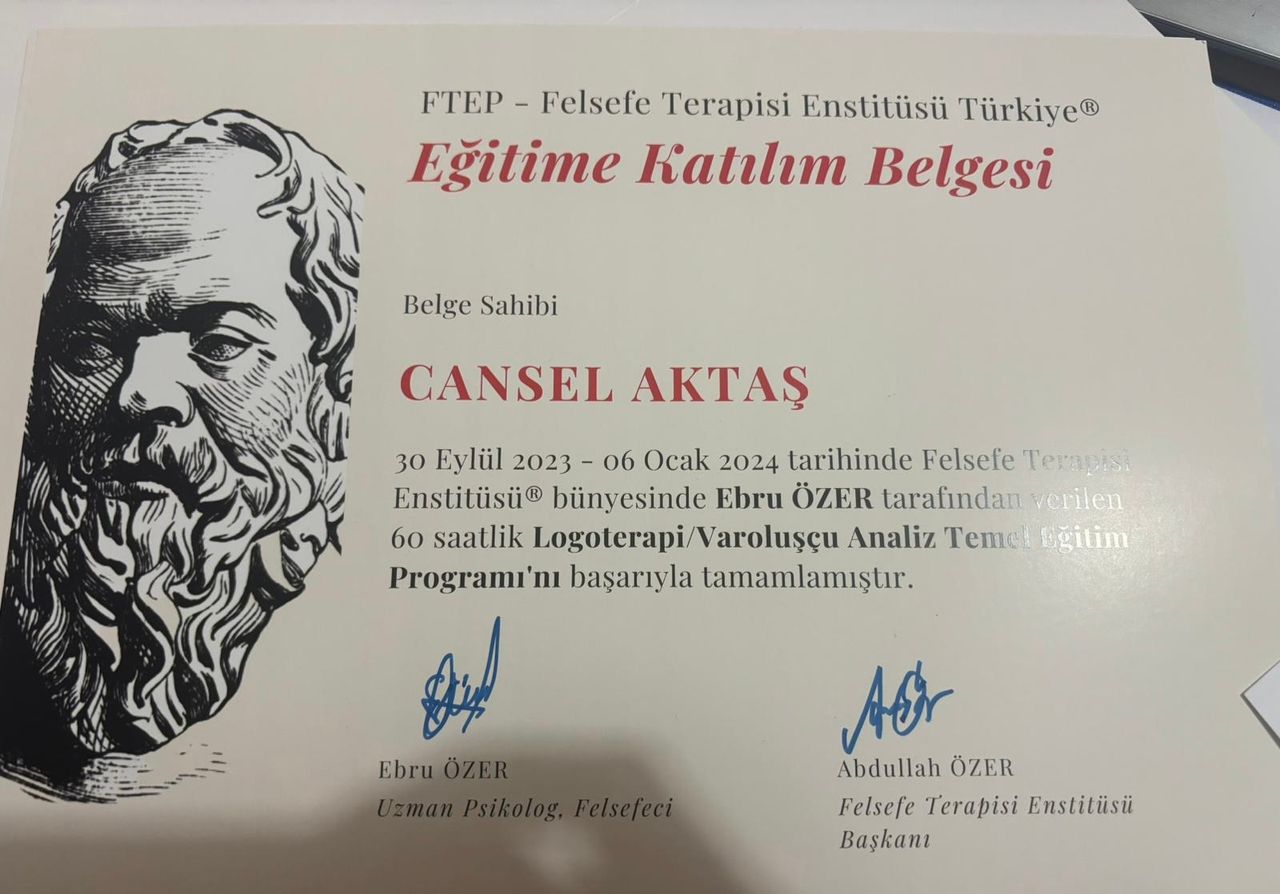 FTEP - Felsefe Terapisi Enstitüsü Türkiye®
Eğitime Katılım Belgesi
Belge Sahibi
CANSEL AKTAŞ
30 Eylül 2023 - 06 Ocak 2024 tarihinde Felsefe Terapisi
Enstitüsü® bünyesinde Ebru ÖZER tarafından verilen
60 saatlik Logoterapi/Varoluşçu Analiz Temel Eğitim
Programı'nı başarıyla tamamlamıştır.
Ebru ÖZER
Uzman Psikolog, Felsefeci
Abdullah ÖZER
Felsefe Terapisi Enstitüsü
Başkanı